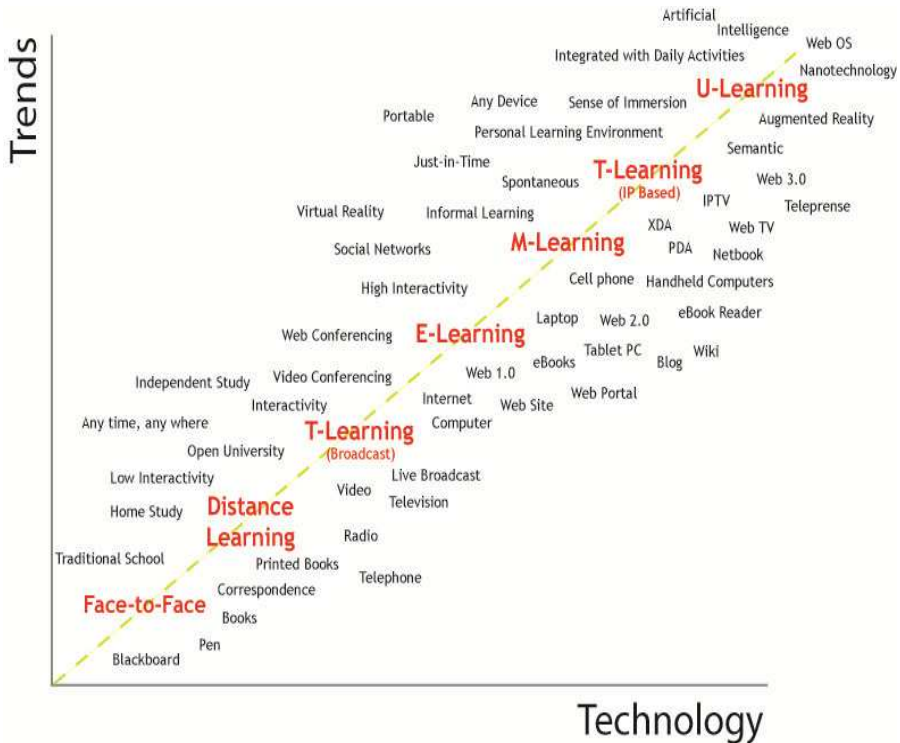 Artificial
Intelligence
Web OS
Integrated with Daily Activities
Nanotechnology
U-Learning
Any Device
Sense of Immersion
Portable
Augmented Reality
Personal Learning Environment
Semantic
Just-in-Time
T-Learning
(IP Based)
Spontaneous
Web 3.0
IPTV
Teleprense
Virtual Reality
Informal Learning
XDA
Web TV
M-Learning
PDA
Netbook
Social Networks
Cell phone
Handheld Computers
High Interactivity
eBook Reader
Laptop
Web 2.0
Web Conferencing
E-Learning
Tablet PC
Wiki
eBooks
Blog
Web 1.0
Video Conferencing
Independent Study
Web Portal
Internet
Web Site
Interactivity
Any time, any where
Computer
T-Learning
(Broadcast)
Open University
Live Broadcast
Low Interactivity
Video
Television
Distance
Learning
Home Study
Radio
Traditional School
Printed Books
Telephone
Correspondence
Face-to-Face
Books
Pen
Blackboard
Trends
Technology